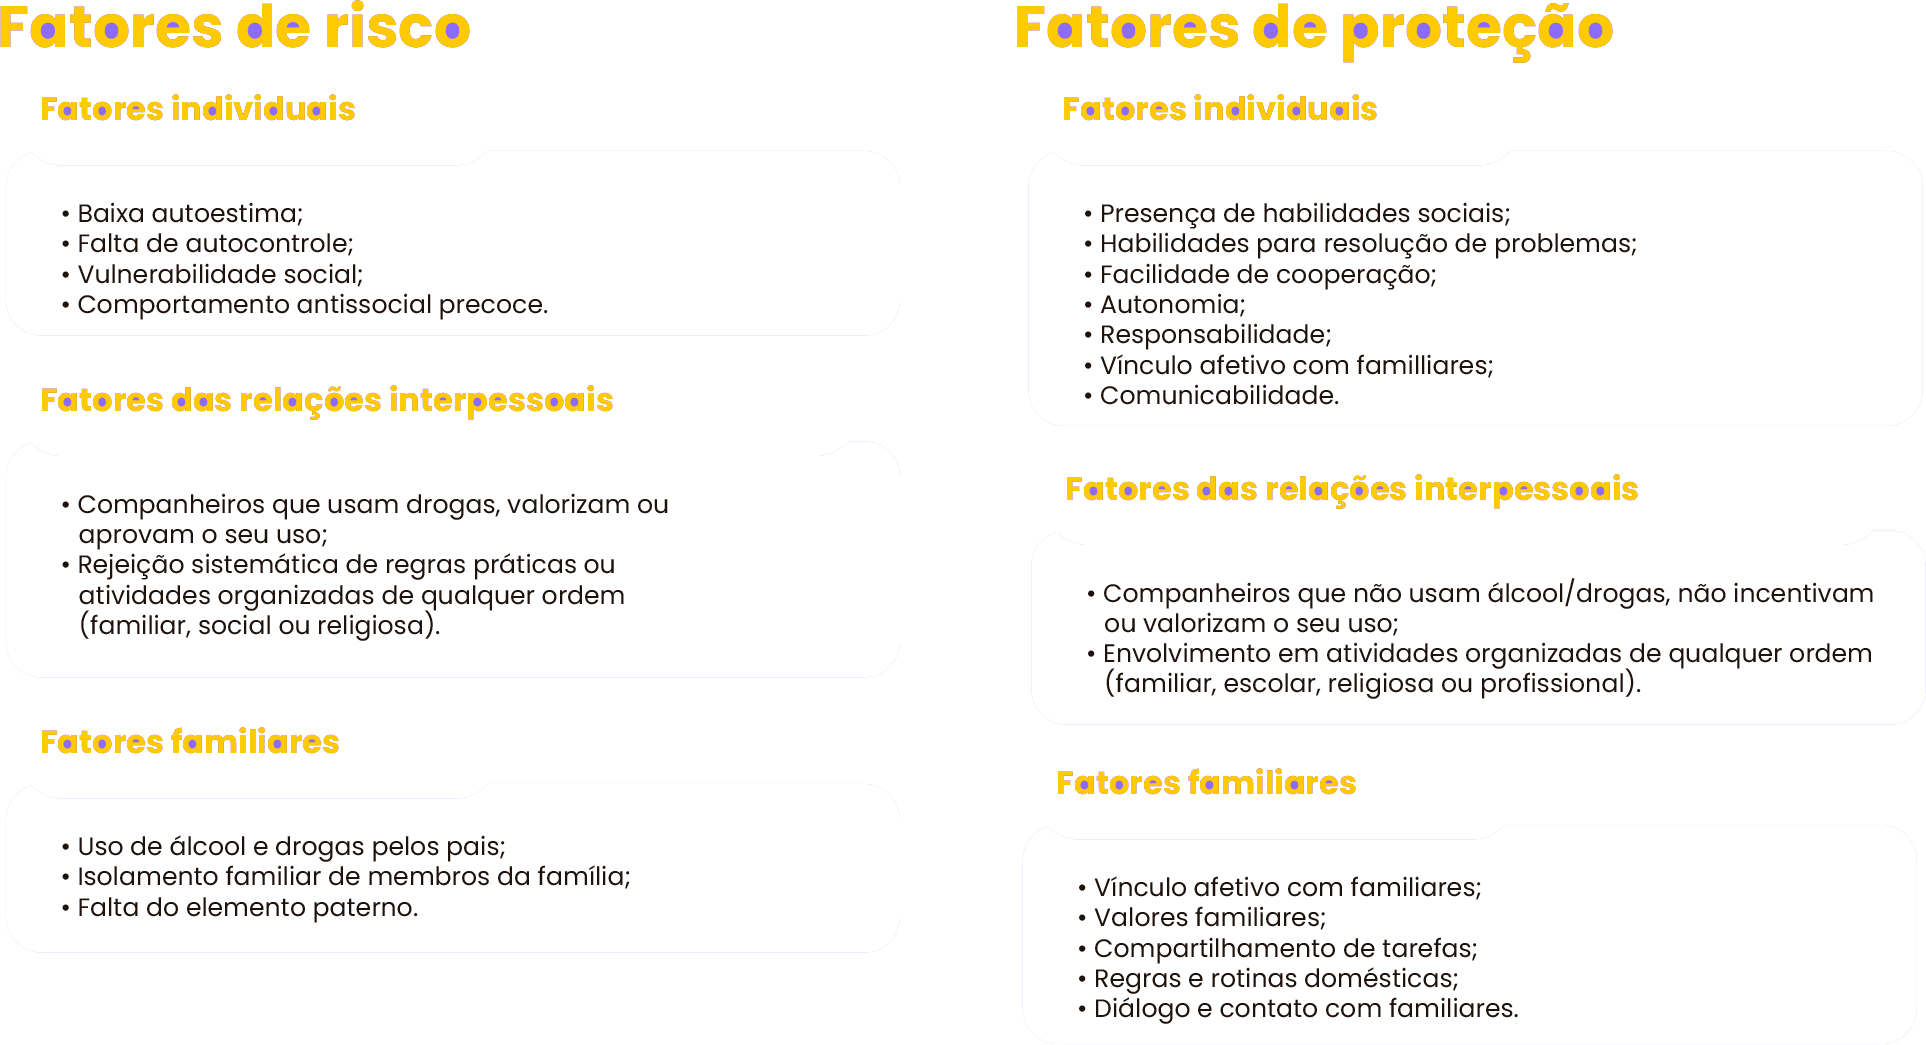 Fatores de risco
Fatores individuais
• Baixa autoestima;
• Falta de autocontrole;
• Vulnerabilidade social;
• Comportamento antissocial precoce.
Fatores das relações interpessoais
• Companheiros que usam drogas, valorizam ou
aprovam o seu uso;
• Rejeição sistemática de regras práticas ou
atividades organizadas de qualquer ordem
(familiar, social ou religiosa).
Fatores familiares
• Uso de álcool e drogas pelos pais;
• Isolamento familiar de membros da família;
• Falta do elemento paterno.
Fatores de proteção
Fatores individuais
• Presença de habilidades sociais;
• Habilidades para resolução de problemas;
• Facilidade de cooperação;
• Autonomia;
• Responsabilidade;
• Vínculo afetivo com familliares;
• Comunicabilidade.
Fatores das relações interpessoais
• Companheiros que não usam álcool/drogas, não incentivam
ou valorizam o seu uso;
• Envolvimento em atividades organizadas de qualquer ordem
(familiar, escolar, religiosa ou profissional).
Fatores familiares
• Vínculo afetivo com familiares;
• Valores familiares;
• Compartilhamento de tarefas;
• Regras e rotinas domésticas;
• Diálogo e contato com familiares.